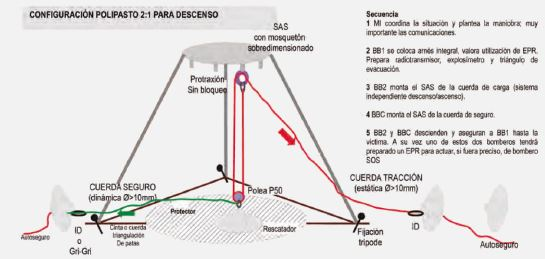 CONFIGURACIÓN POLIPASTO 2:1 PARA DESCENSO
SAS
con mosquetón
sobredimensionado
Protraxión
Sin bloqueo
CUERDA SEGURO
(dinámica Ø>10mm)
Polea P50
CUERDA TRACCIÓN
(estática Ø>10mm)
Autoseguro
ID
o
Gri-Gri
Cinta o cuerda
triangulación
De patas
Protector
Rescatador
Fijación
tripode
ID
Autoseguro
Secuencia
1 MI coordina la situación y plantea la maniobra; muy
importante las comunicaciones.
2 BB1 se coloca arnés integral, valora utilización de EPR.
Prepara radiotransmisor, explosímetro y triángulo de
evacuación.
3 BB2 monta el SAS de la cuerda de carga (sistema
independiente descenso/ascenso).
4 BBC monta el SAS de la cuerda de seguro.
5 BB2 y BBC descienden y aseguran a BB1 hasta la
víctima. A su vez uno de estos dos bomberos tendrá
preparado un EPR para actuar, si fuera preciso, de bombero
SOS